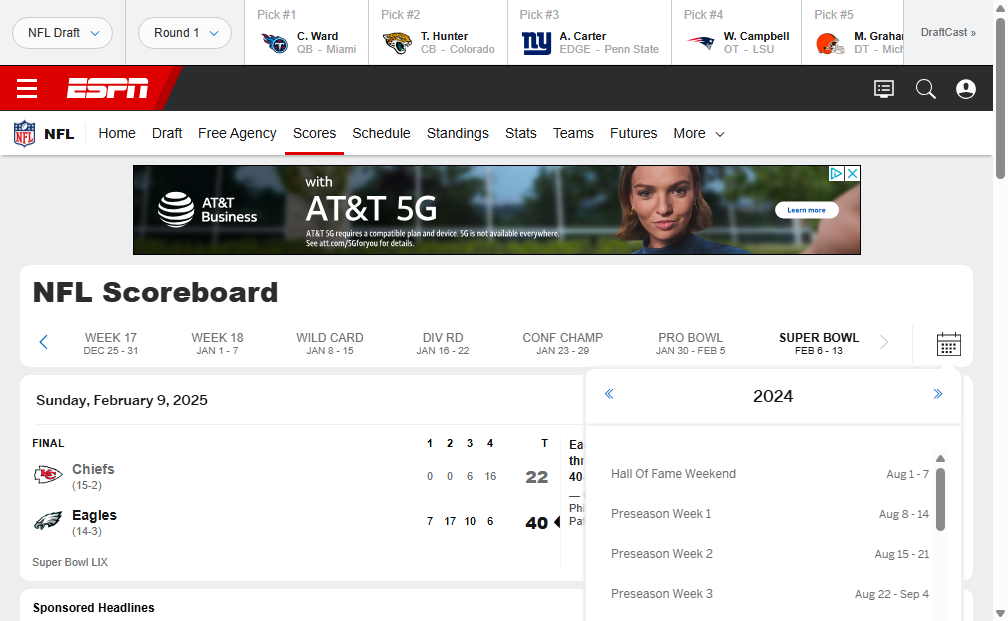 NFL Draft
Round 1
Pick #1
C. Ward
QB - Miami
Pick #2
T. Hunter
CB - Colorado
Pick #3
A. Carter
EDGE - Penn State
Pick #4
W. Campbell
OT - LSU
Pick #5
M. Graham
DT - Mich
DraftCast »
ESPN
NFL
NFL
Home
Draft
Free Agency
Scores
Schedule
Standings
Stats
Teams
Futures
More
AT&T
Business
with
AT&T 5G
AT&T 5G requires a compatible plan and device. 5G is not available everywhere.
See att.com/5Gforyou for details.
Learn more
NFL Scoreboard
WEEK 17
DEC 25 - 31
WEEK 18
JAN 1 - 7
WILD CARD
JAN 8 - 15
DIV RD
JAN 16 - 22
CONF CHAMP
JAN 23 - 29
PRO BOWL
JAN 30 - FEB 5
SUPER BOWL
FEB 6 - 13
Sunday, February 9, 2025
FINAL
1 2 3 4 T
Chiefs
(15-2)
0 0 6 16 22
Eagles
(14-3)
7 17 10 6 40
Super Bowl LIX
Ea
thr
40-
—
Phi
Pat
2024
Hall Of Fame Weekend
Aug 1 - 7
Preseason Week 1
Aug 8 - 14
Preseason Week 2
Aug 15 - 21
Preseason Week 3
Aug 22 - Sep 4
Sponsored Headlines